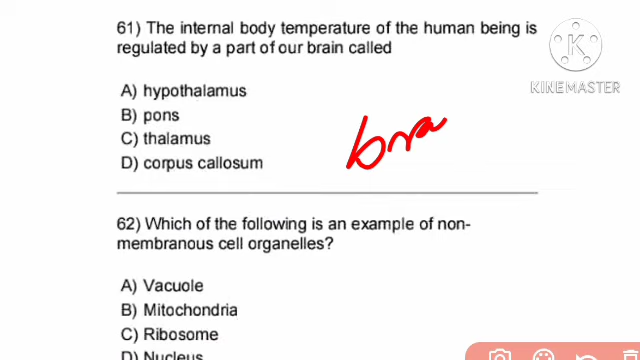 61) The internal body temperature of the human being is
regulated by a part of our brain called
A) hypothalamus
B) pons
C) thalamus
D) corpus callosum
bra
K
KINEMASTER
62) Which of the following is an example of non-
membranous cell organelles?
A) Vacuole
B) Mitochondria
C) Ribosome
D) Nucleus